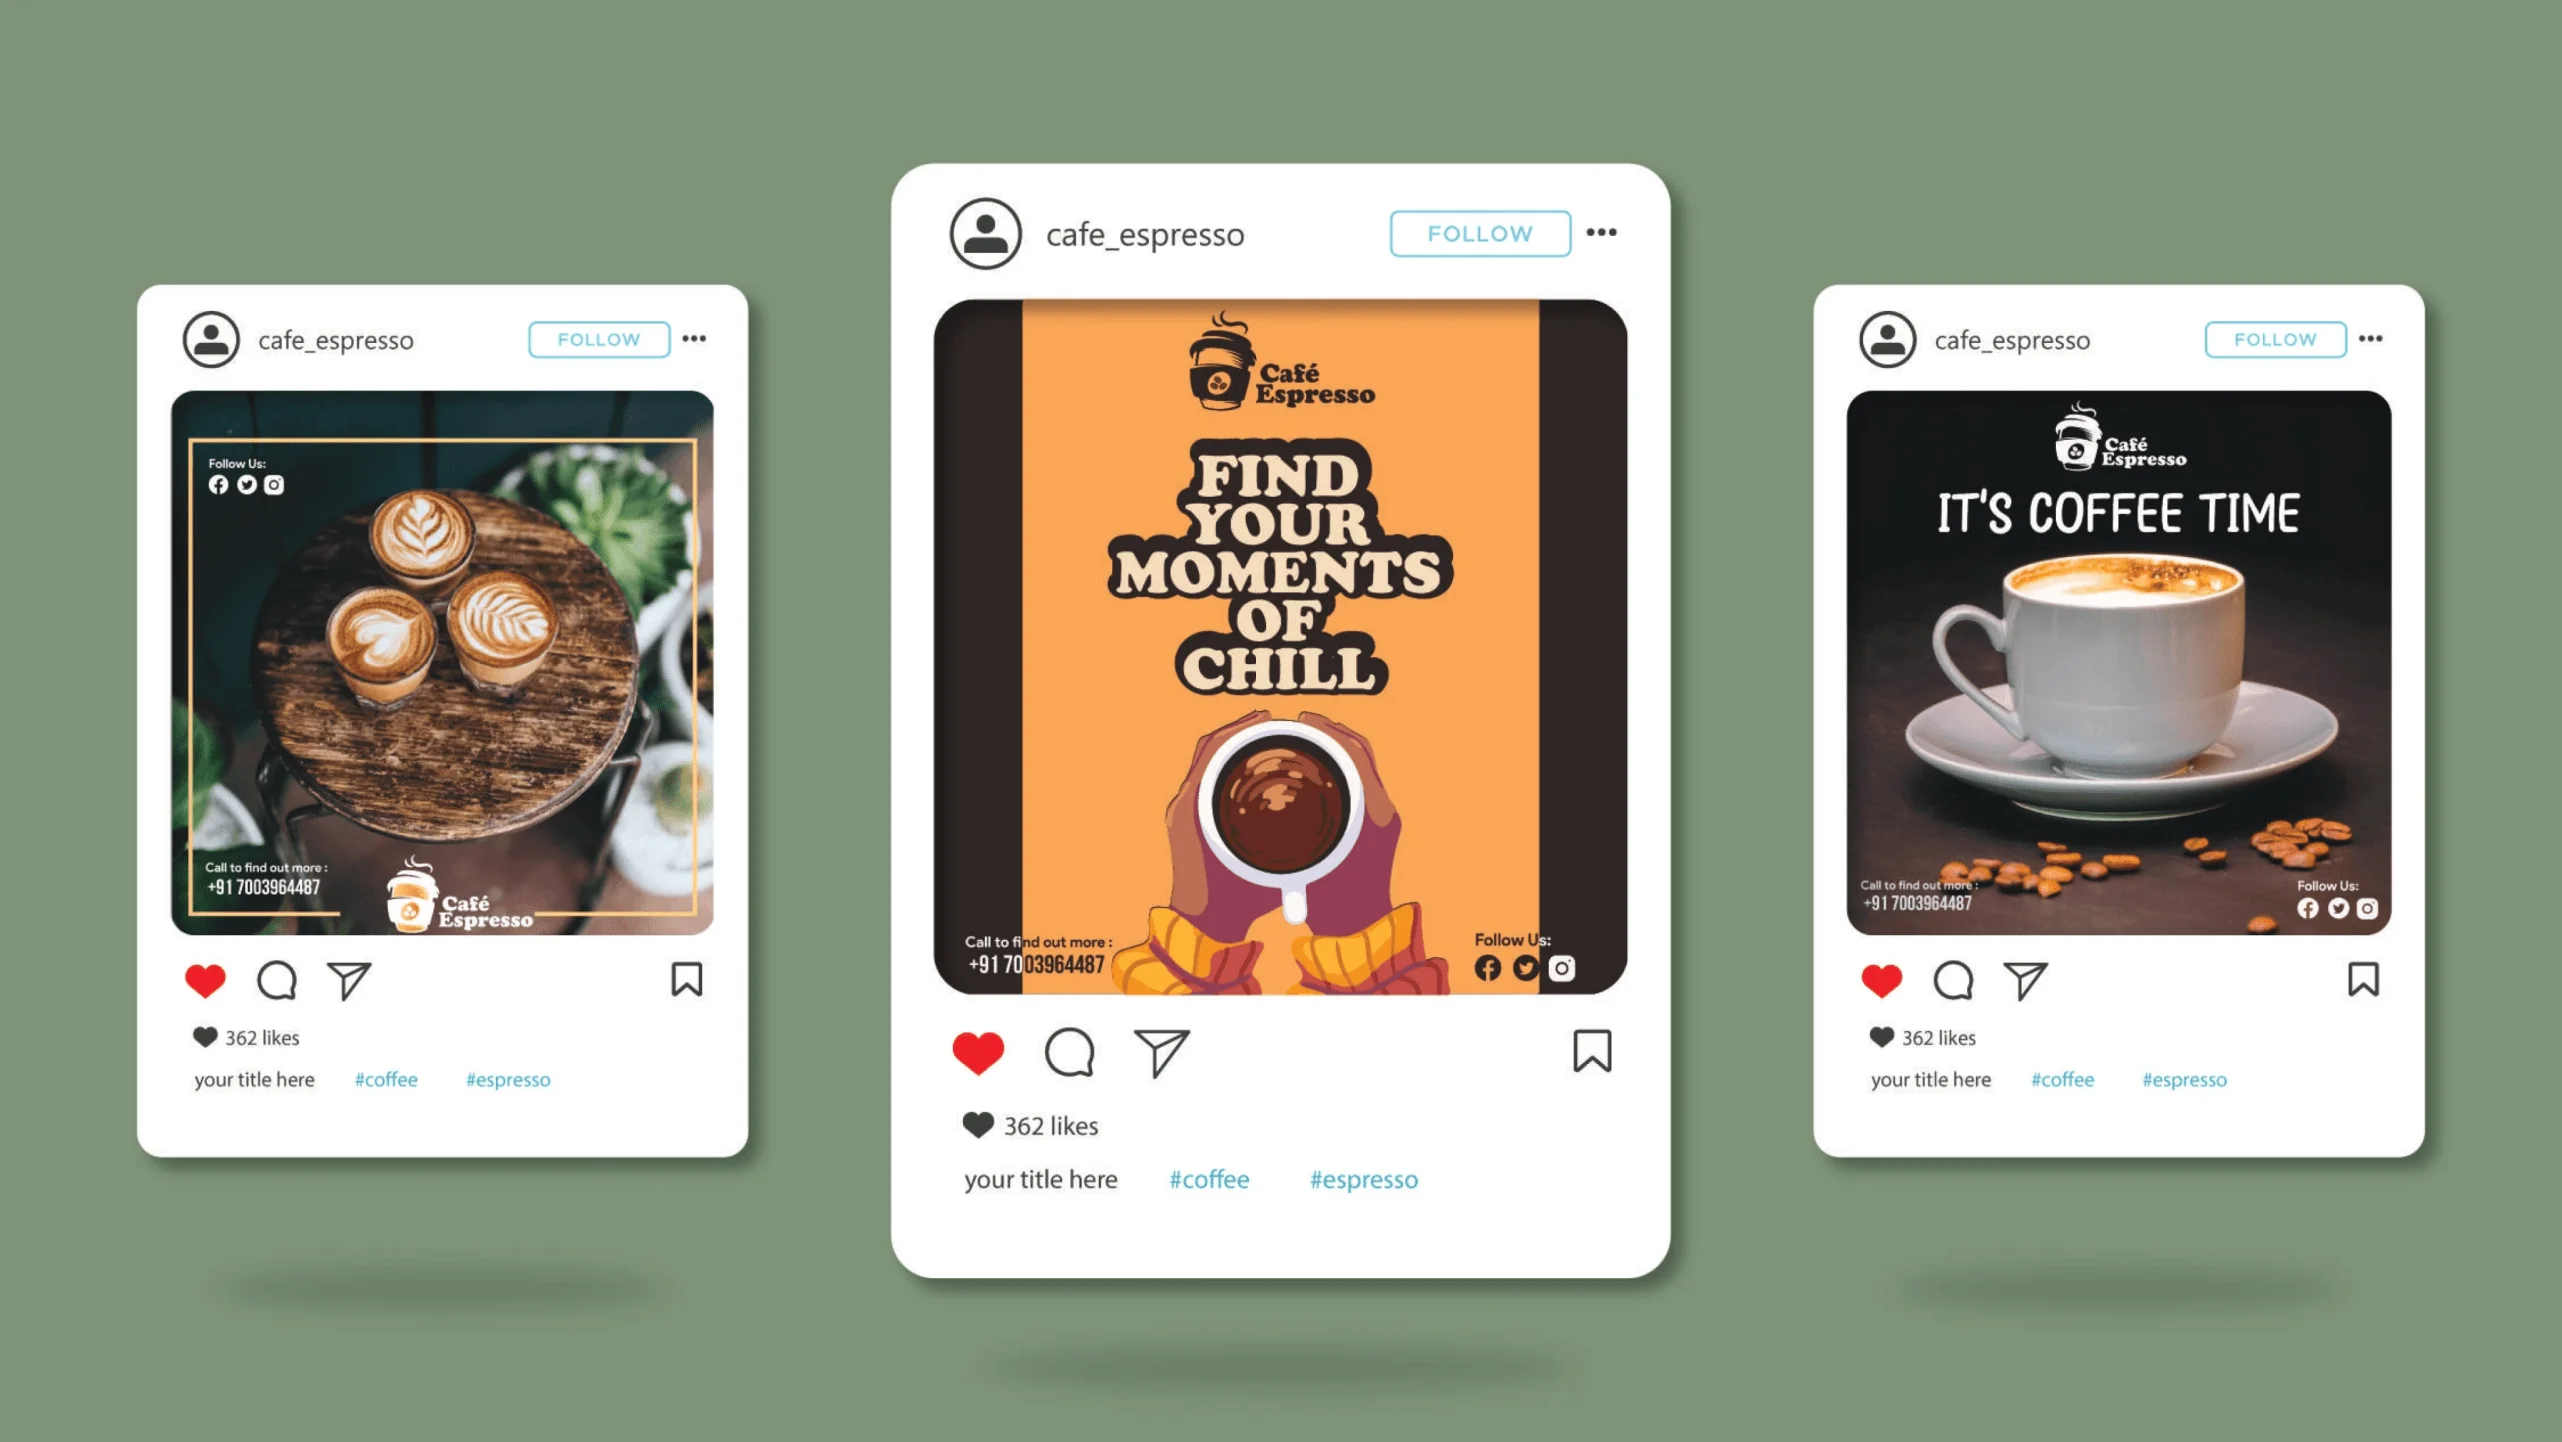 cafe_espresso
FOLLOW
Follow Us:
Call to find out more :
+91 7003964487
Café
Espresso
362 likes
your title here #coffee #espresso
cafe_espresso
FOLLOW
Café
Espresso
FIND
YOUR
MOMENTS
OF
CHILL
Call to find out more :
+91 7003964487
Follow Us:
362 likes
your title here #coffee #espresso
cafe_espresso
FOLLOW
Café
Espresso
IT'S COFFEE TIME
Call to find out more :
+91 7003964487
Follow Us:
362 likes
your title here #coffee #espresso